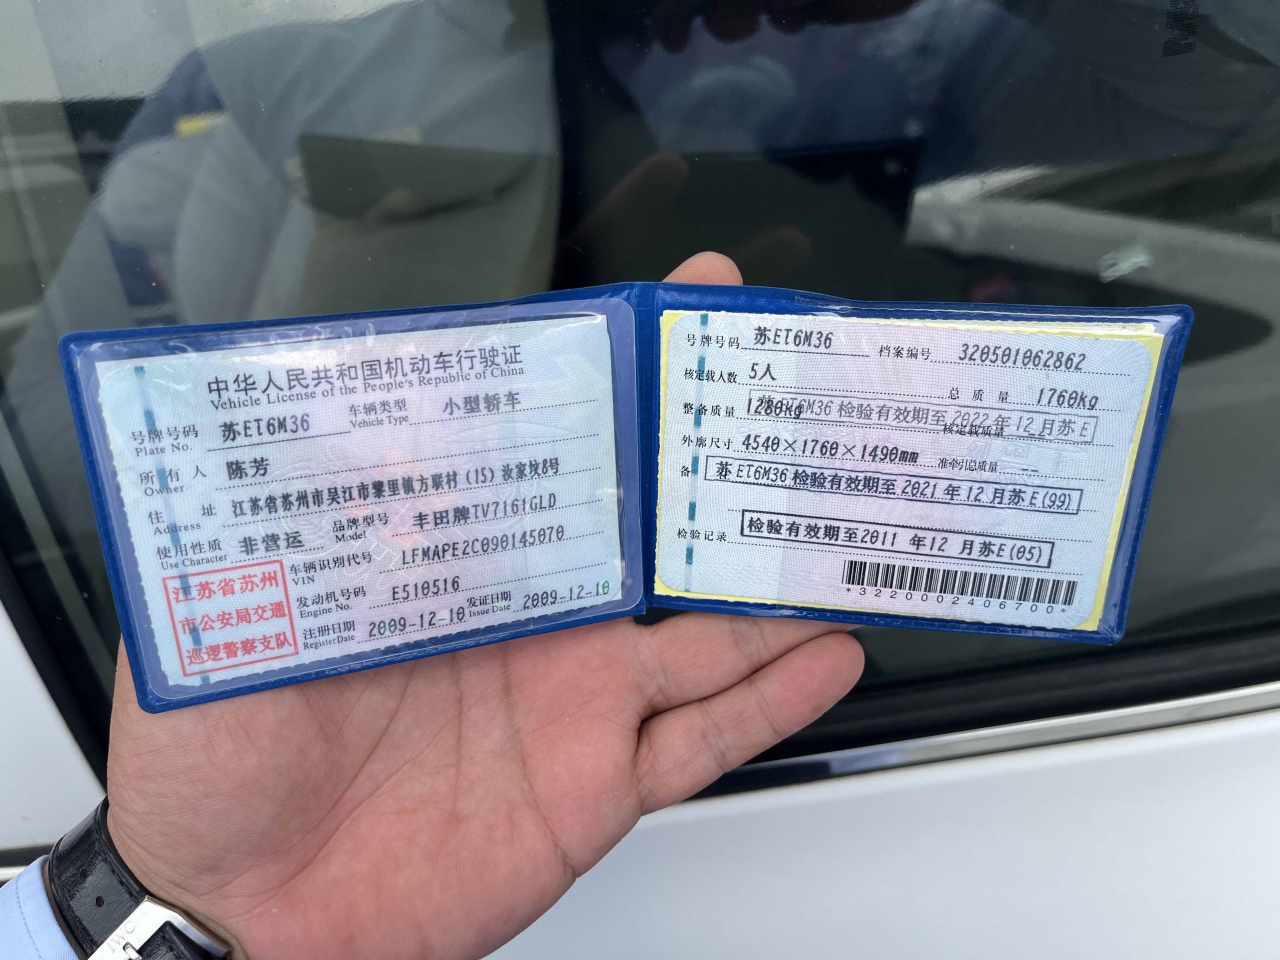 中华人民共和国机动车行驶证
Vehicle License of the People's Republic of China
号牌号码 苏ET6M36 车辆类型 小型轿车
Plate No. Vehicle Type
所有人 陈芳
Owner
住址 江苏省苏州市吴江市黎里镇方联村(15)汝家坟8号
Address
使用性质 非营运 品牌型号 丰田牌TV7161GLD
Use Character Model
江苏省苏州
市公安局交通
巡逻警察支队
车辆识别代号 LFMAPE2C090145070
VIN
发动机号码 E510516
Engine No.
注册日期 2009-12-10 发证日期 2009-12-10
Register Date Issue Date
号牌号码 苏ET6M36 档案编号 320501062862
核定载人数 5人 总质量 1760kg
整备质量 1280kg 核定载质量
苏ET6M36 检验有效期至 2022 年 12 月苏 E
外廓尺寸 4540×1760×1490mm 准牵引总质量
备 苏 ET6M36 检验有效期至 2021 年 12 月苏 E(99)
检验记录 检验有效期至2011 年12 月苏E(05)
*3220002406700*
IWC